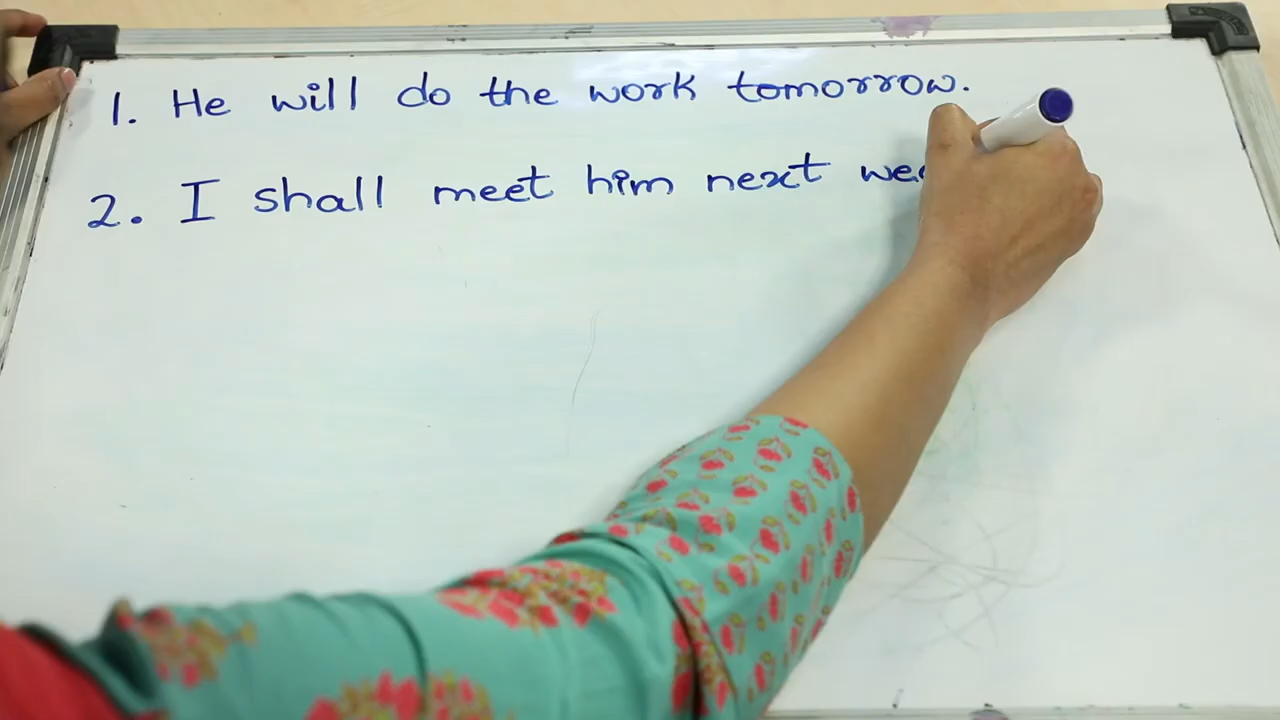 1. He will do the work tomorrow.
2. I shall meet him next